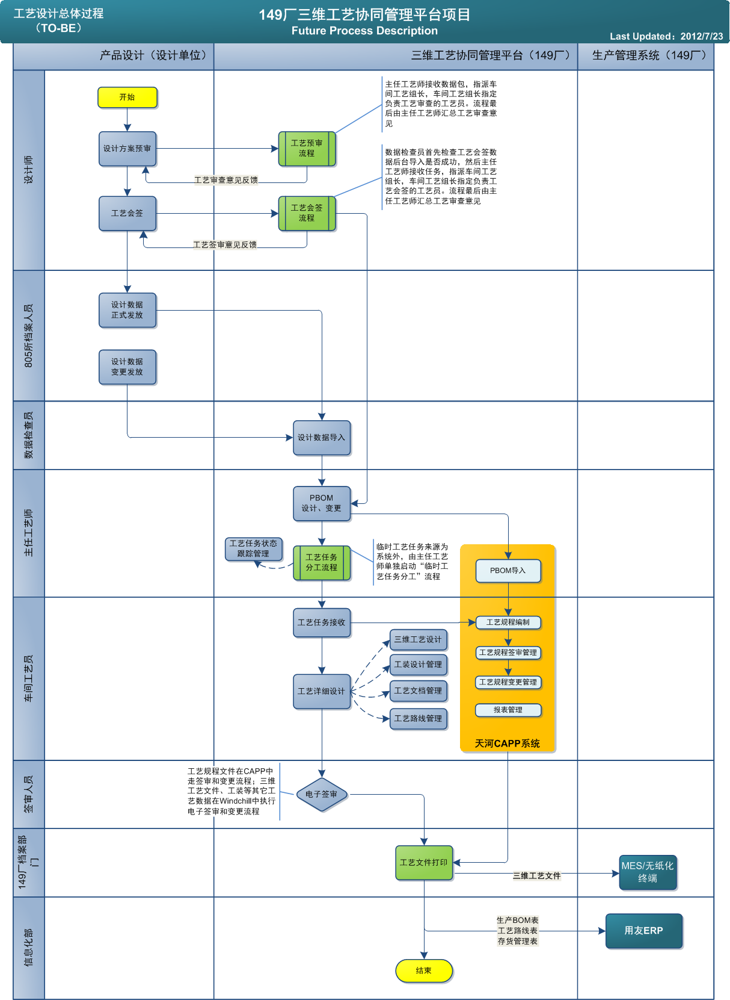 工艺设计总体过程
（TO-BE）
149厂三维工艺协同管理平台项目
Future Process Description
Last Updated：2012/7/23
产品设计（设计单位）
三维工艺协同管理平台（149厂）
生产管理系统（149厂）
设计师
开始
设计方案预审
工艺预审
流程
主任工艺师接收数据包，指派车
间工艺组长，车间工艺组长指定
负责工艺审查的工艺员。流程最
后由主任工艺师汇总工艺审查意
见
工艺审查意见反馈
数据检查员首先检查工艺会签数
据后台导入是否成功，然后主任
工艺师接收任务，指派车间工艺
组长，车间工艺组长指定负责工
艺会签的工艺员。流程最后由主
任工艺师汇总工艺审查意见
工艺会签
工艺会签
流程
工艺签审意见反馈
805所档案人员
设计数据
正式发放
设计数据
变更发放
数据检查员
设计数据导入
主任工艺师
PBOM
设计、变更
工艺任务状态
跟踪管理
工艺任务
分工流程
临时工艺任务来源为
系统外，由主任工艺
师单独启动“临时工
艺任务分工”流程
PBOM导入
车间工艺员
工艺任务接收
工艺规程编制
三维工艺设计
工艺规程签审管理
工装设计管理
工艺规程变更管理
工艺详细设计
工艺文档管理
报表管理
工艺路线管理
天河CAPP系统
签审人员
工艺规程文件在CAPP中
走签审和变更流程；三维
工艺文件、工装等其它工
艺数据在Windchill中执行
电子签审和变更流程
电子签审
149厂档案部
门
工艺文件打印
三维工艺文件
MES/无纸化
终端
信息化部
生产BOM表
工艺路线表
存货管理表
用友ERP
结束